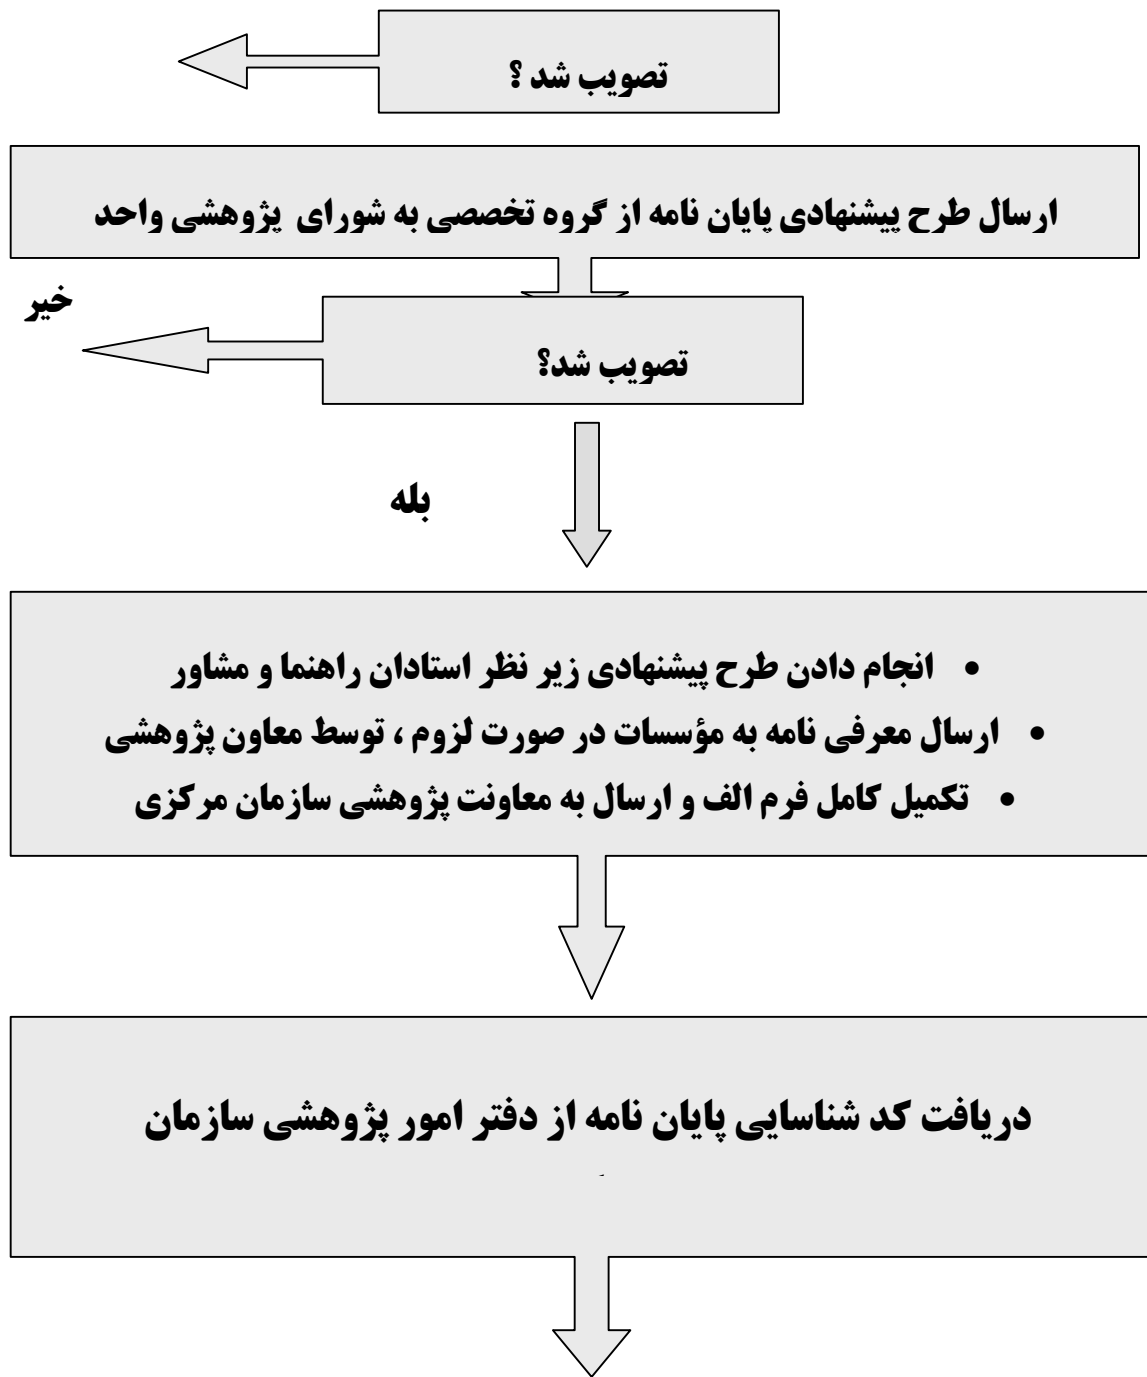 تصویب شد ؟
ارسال طرح پیشنهادی پایان نامه از گروه تخصصی به شورای پژوهشی واحد
خیر
تصویب شد؟
بله
• انجام دادن طرح پیشنهادی زیر نظر استادان راهنما و مشاور
• ارسال معرفی نامه به مؤسسات در صورت لزوم ، توسط معاون پژوهشی
• تکمیل کامل فرم الف و ارسال به معاونت پژوهشی سازمان مرکزی
دریافت کد شناسایی پایان نامه از دفتر امور پژوهشی سازمان